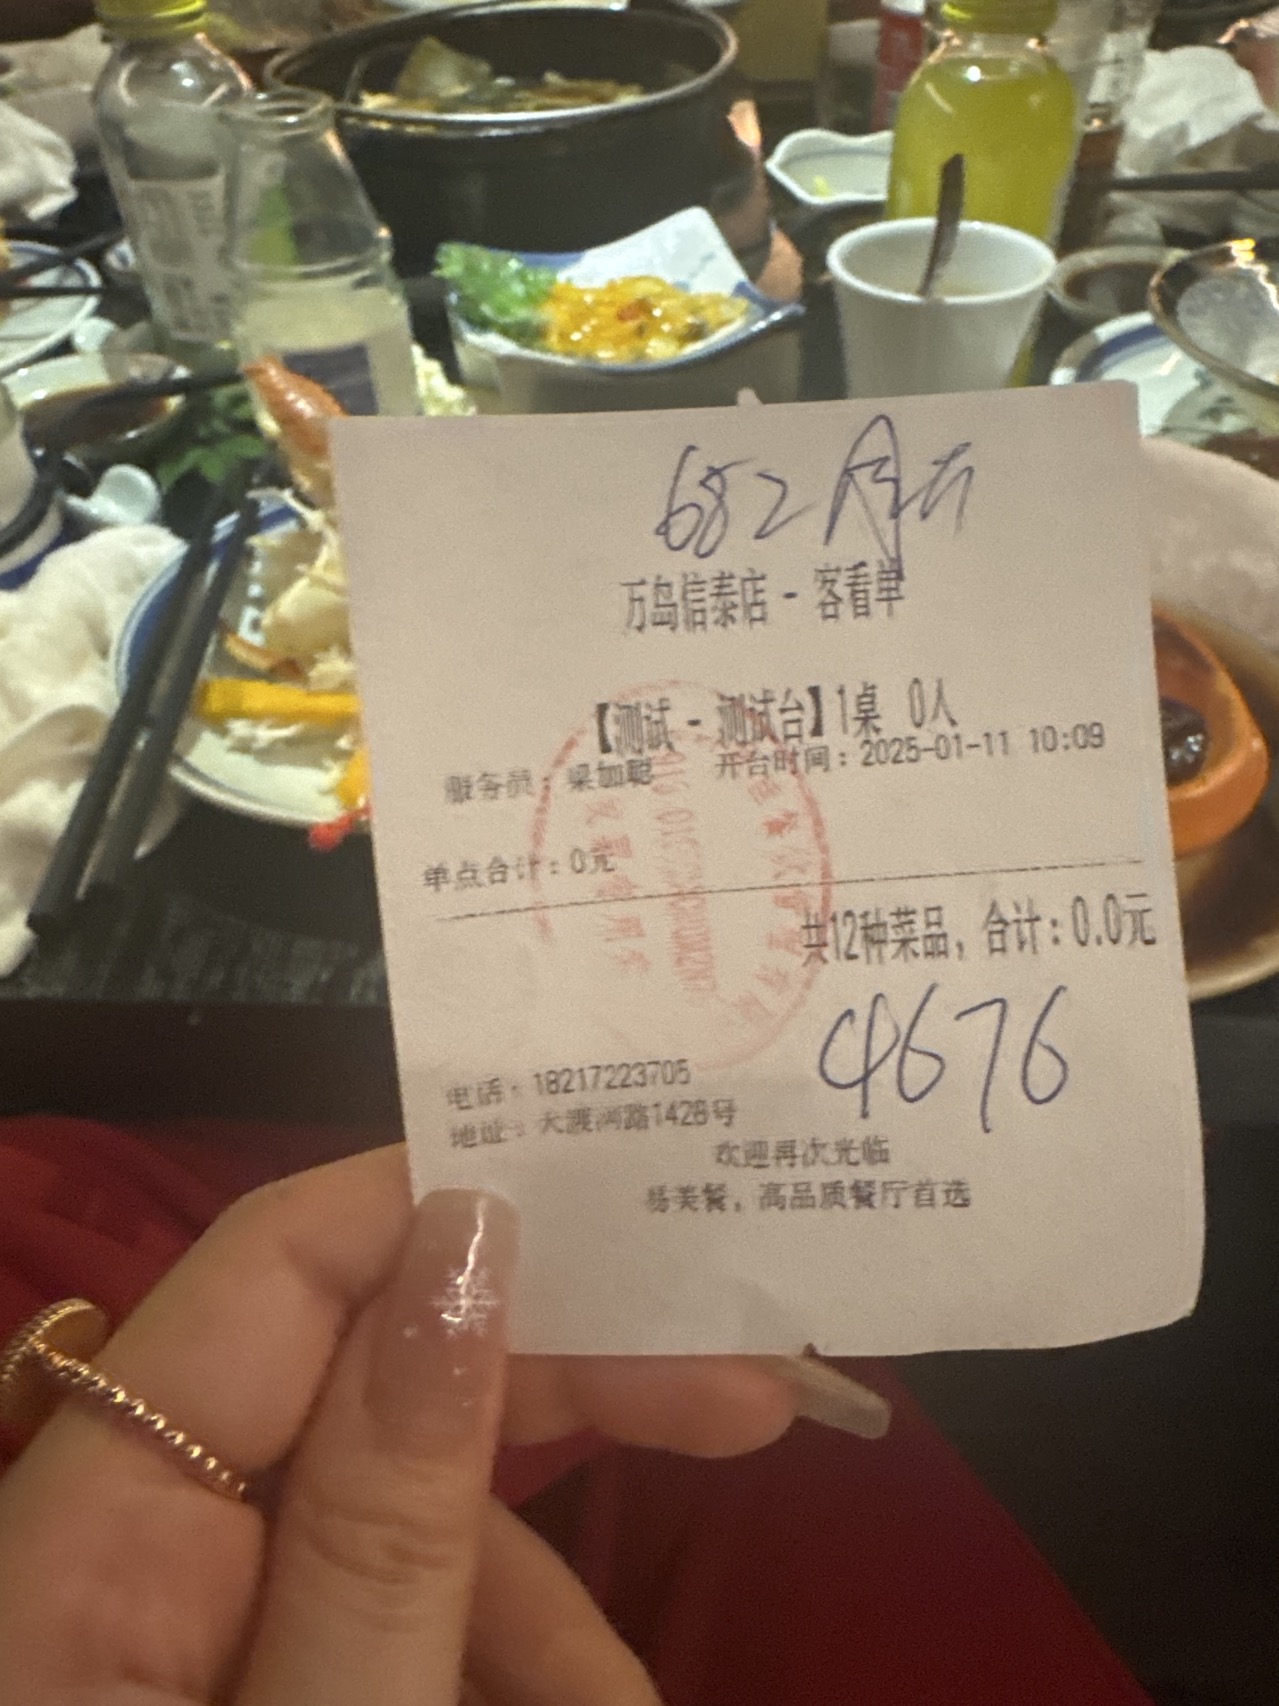 682
万岛信泰店 - 客看单
【测试 - 测试台】1桌 0人
服务员：梁加聪 开台时间：2025-01-11 10:09
单点合计：0元
共12种菜品，合计：0.0元
4676
电话：18217223705
地址：大渡河路1428号
欢迎再次光临
易美餐，高品质餐厅首选